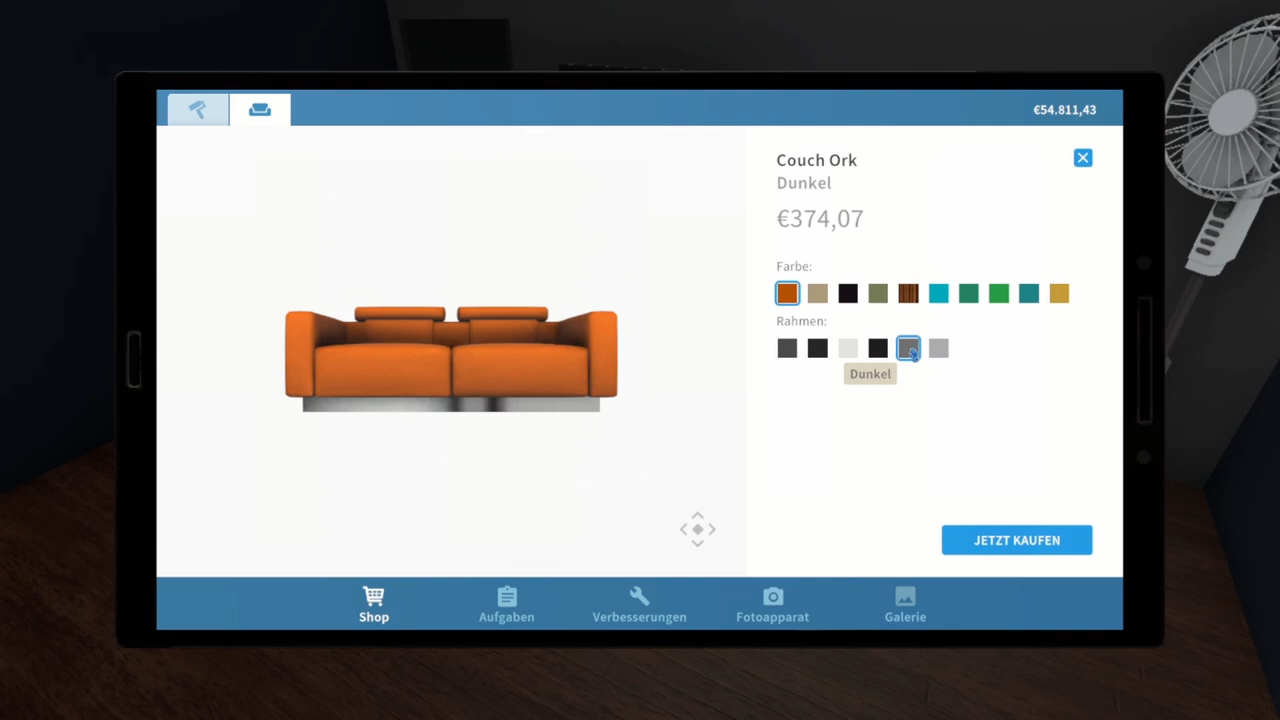 €54.811,43
Couch Ork
Dunkel
€374,07
Farbe:
Rahmen:
Dunkel
JETZT KAUFEN
Shop
Aufgaben
Verbesserungen
Fotoapparat
Galerie